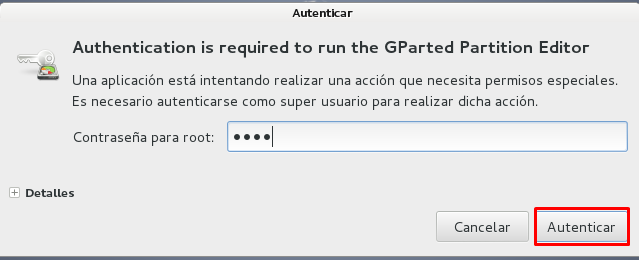 Autenticar
Authentication is required to run the GParted Partition Editor
Una aplicación está intentando realizar una acción que necesita permisos especiales.
Es necesario autenticarse como super usuario para realizar dicha acción.
Contraseña para root: ●●●●
Detalles
Cancelar Autenticar